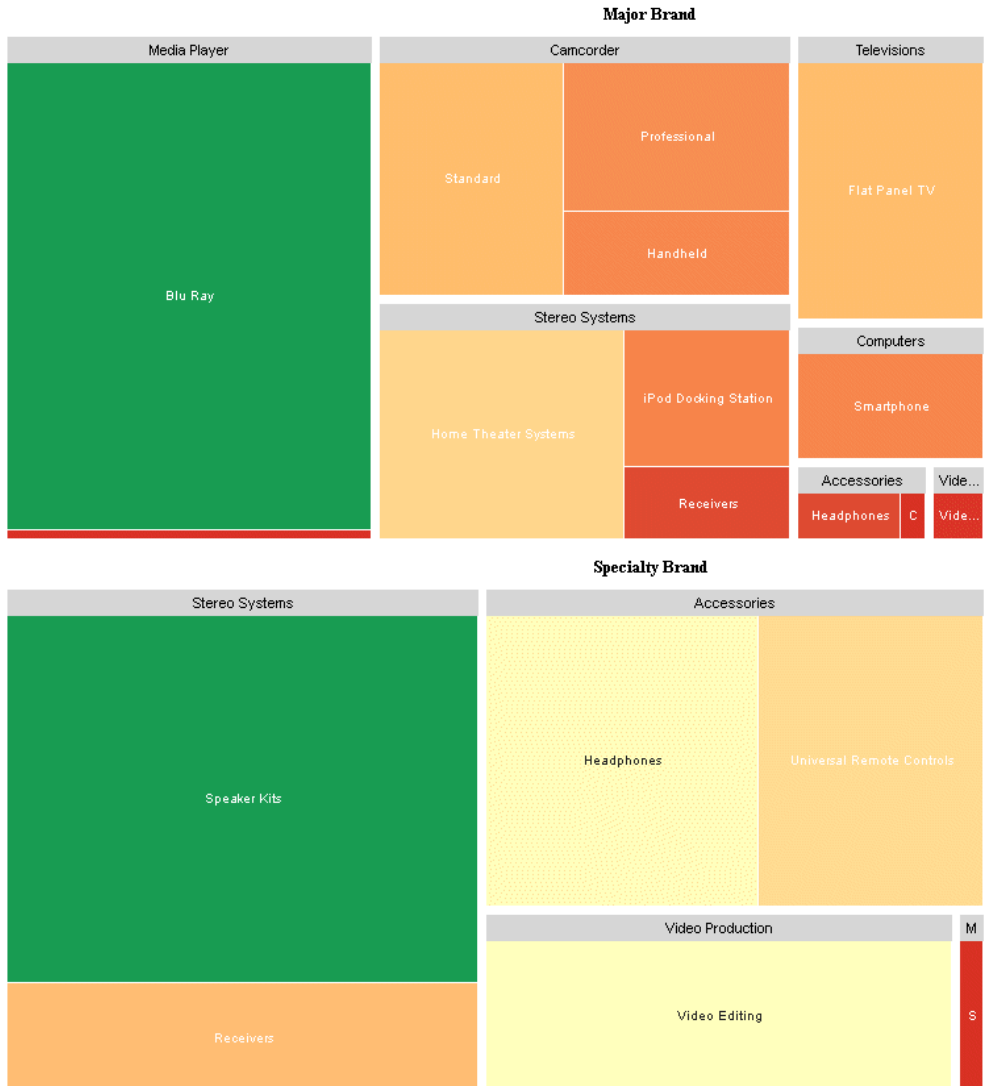 Major Brand
Media Player
Camcorder
Televisions
Standard
Professional
Flat Panel TV
Handheld
Blu Ray
Stereo Systems
Computers
iPod Docking Station
Smartphone
Home Theater Systems
Accessories
Vide...
Receivers
Headphones
C
Vide...
Specialty Brand
Stereo Systems
Accessories
Headphones
Universal Remote Controls
Speaker Kits
Video Production
M
Video Editing
S
Receivers